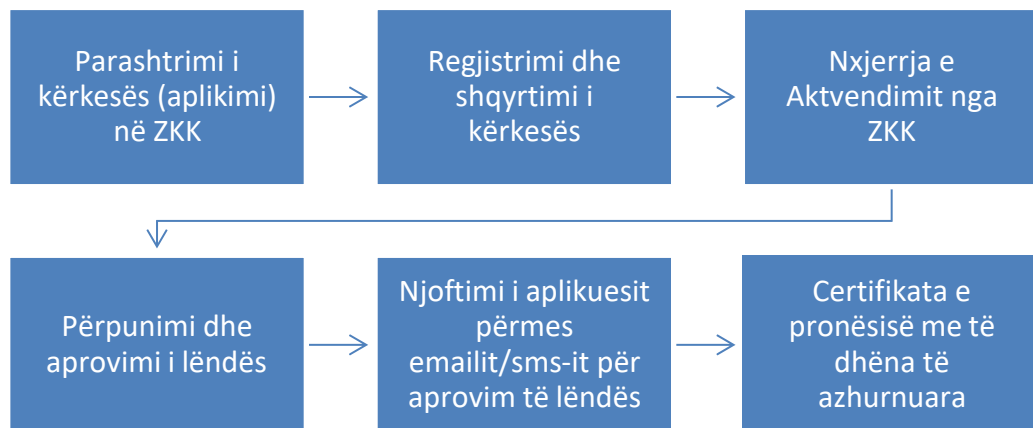 Parashtrimi i
kërkesës (aplikimi)
në ZKK
Regjistrimi dhe
shqyrtimi i
kërkesës
Nxjerrja e
Aktvendimit nga
ZKK
Përpunimi dhe
aprovimi i lëndës
Njoftimi i aplikuesit
përmes
emailit/sms-it për
aprovim të lëndës
Certifikata e
pronësisë me të
dhëna të
azhurnuara